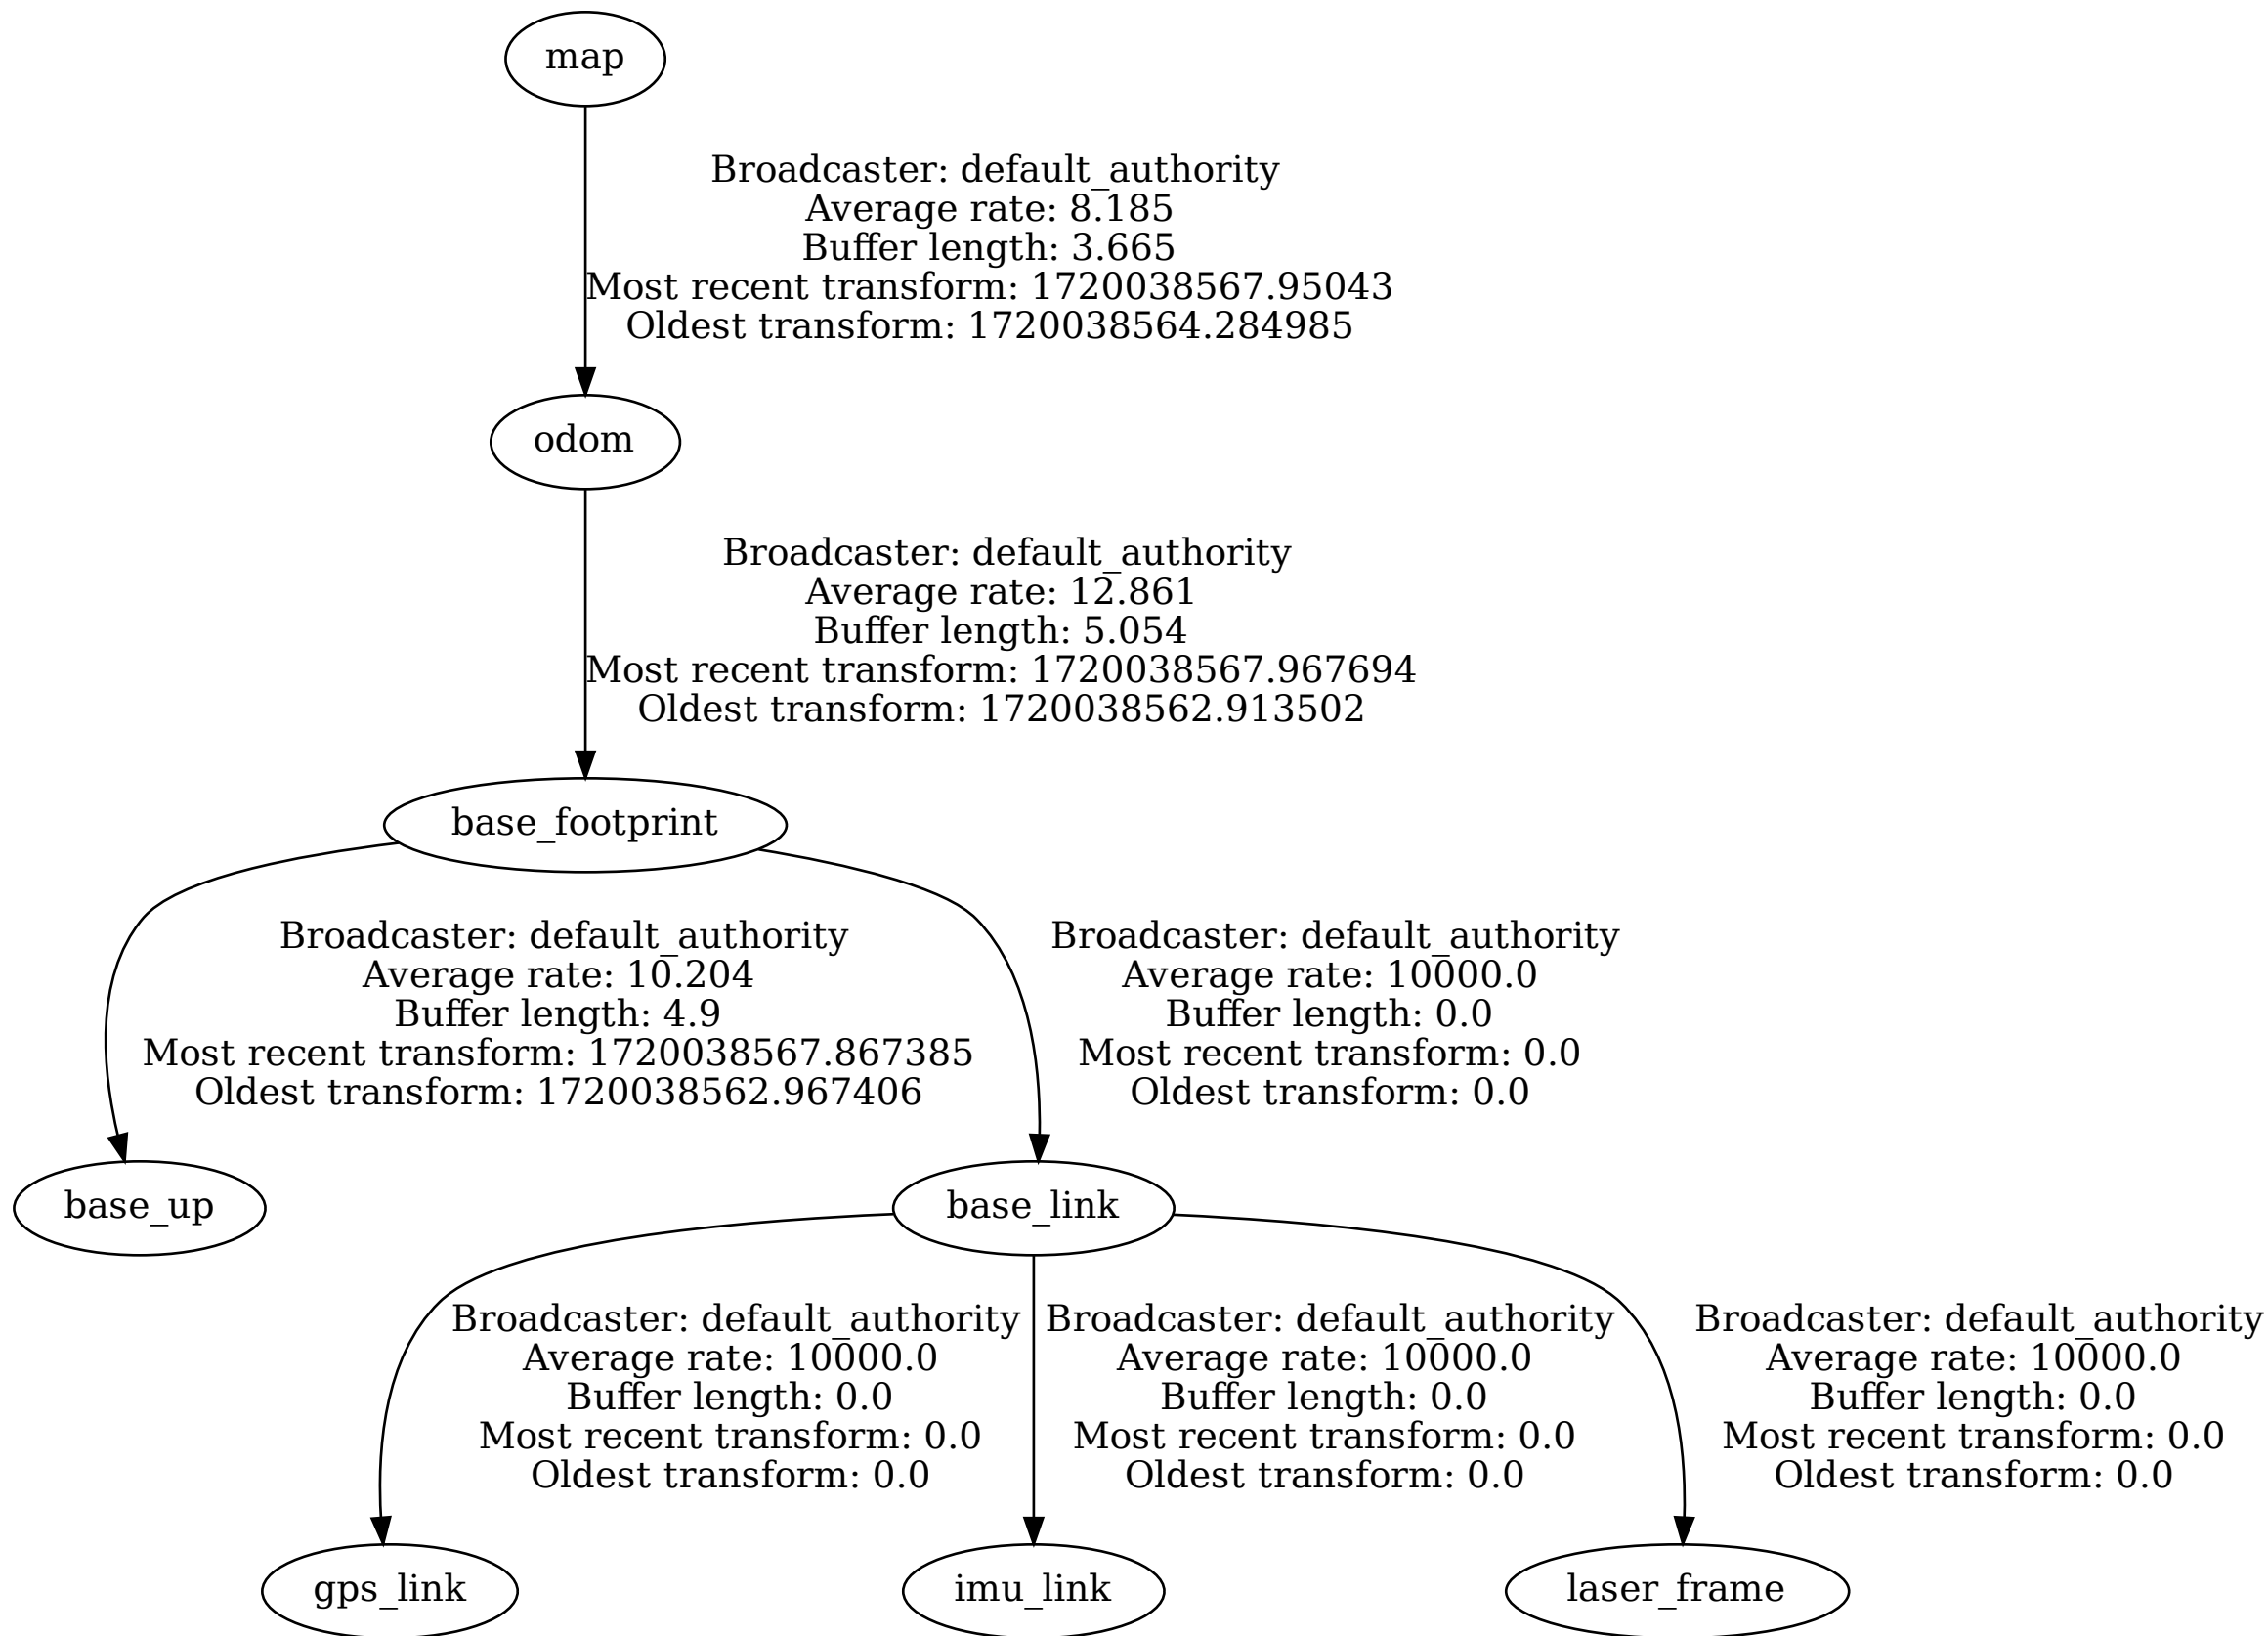 map
Broadcaster: default_authority
Average rate: 8.185
Buffer length: 3.665
Most recent transform: 1720038567.95043
Oldest transform: 1720038564.284985
odom
Broadcaster: default_authority
Average rate: 12.861
Buffer length: 5.054
Most recent transform: 1720038567.967694
Oldest transform: 1720038562.913502
base_footprint
Broadcaster: default_authority
Average rate: 10.204
Buffer length: 4.9
Most recent transform: 1720038567.867385
Oldest transform: 1720038562.967406
Broadcaster: default_authority
Average rate: 10000.0
Buffer length: 0.0
Most recent transform: 0.0
Oldest transform: 0.0
base_up
base_link
Broadcaster: default_authority
Average rate: 10000.0
Buffer length: 0.0
Most recent transform: 0.0
Oldest transform: 0.0
Broadcaster: default_authority
Average rate: 10000.0
Buffer length: 0.0
Most recent transform: 0.0
Oldest transform: 0.0
Broadcaster: default_authority
Average rate: 10000.0
Buffer length: 0.0
Most recent transform: 0.0
Oldest transform: 0.0
gps_link
imu_link
laser_frame